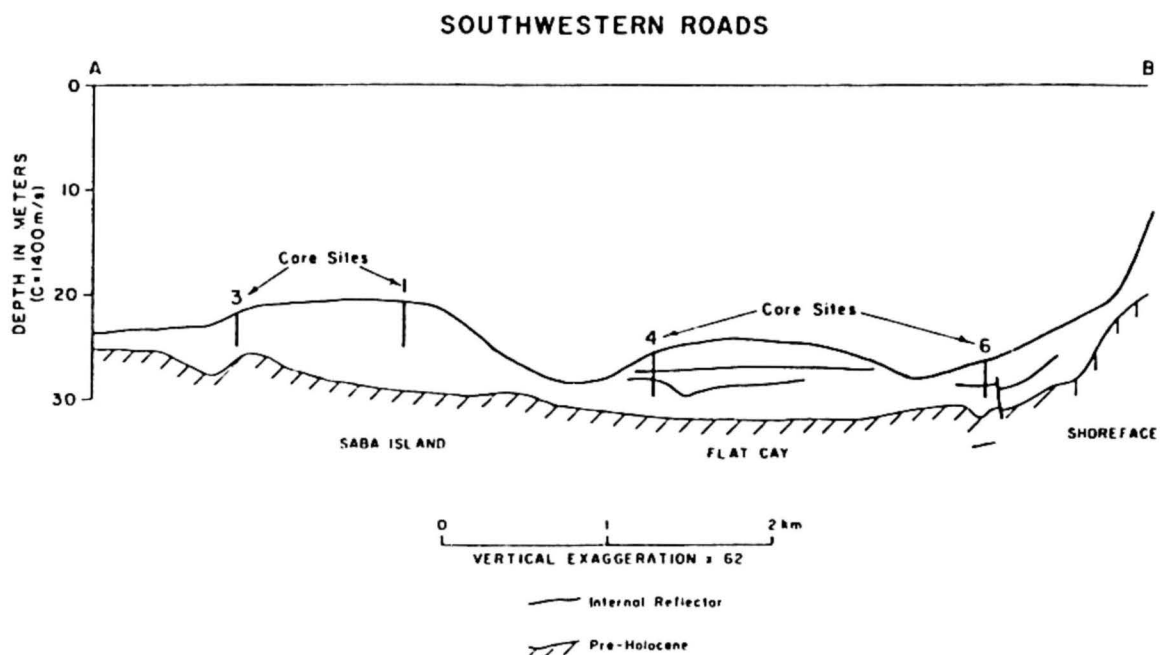 SOUTHWESTERN ROADS
A
B
0
10
20
30
DEPTH IN METERS
(C=1400m/s)
Core Sites
3
1
Core Sites
4
6
SABA ISLAND
FLAT CAY
SHOREFACE
0 1 2 km
VERTICAL EXAGGERATION x 62
Internal Reflector
Pre-Holocene